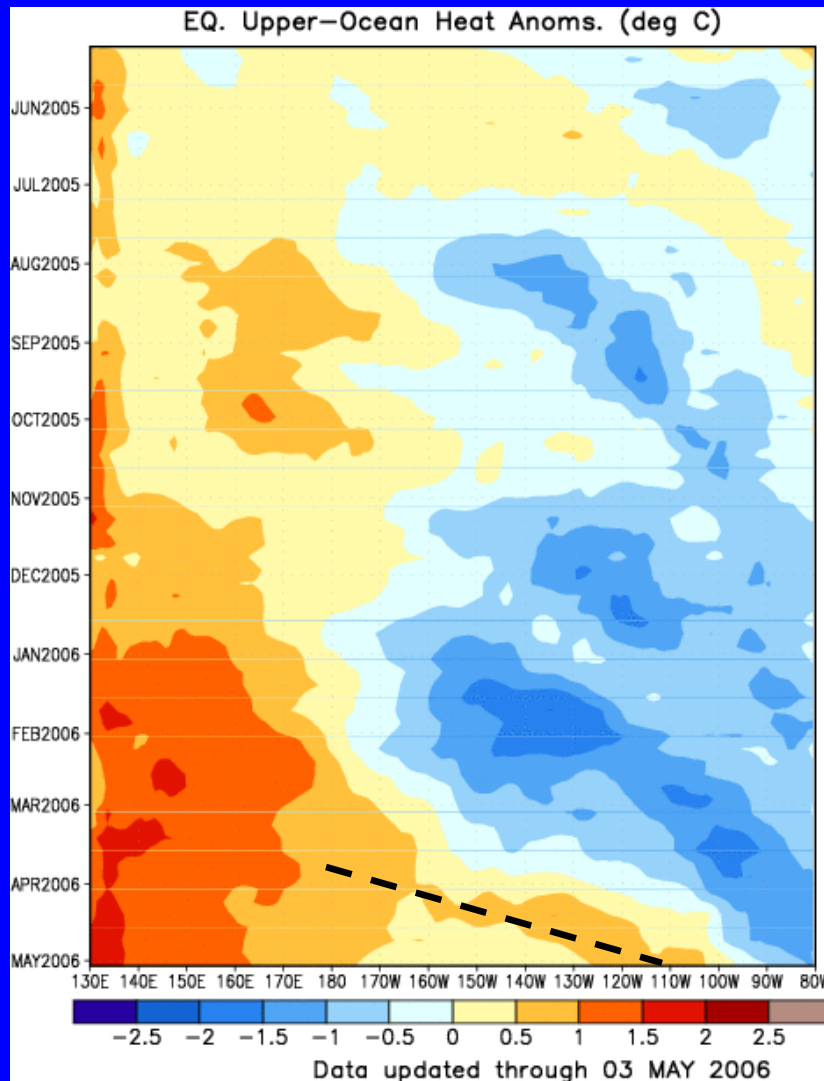 EQ. Upper-Ocean Heat Anoms. (deg C)
JUN2005
JUL2005
AUG2005
SEP2005
OCT2005
NOV2005
DEC2005
JAN2006
FEB2006
MAR2006
APR2006
MAY2006
130E 140E 150E 160E 170E 180 170W 160W 150W 140W 130W 120W 110W 100W 90W 80W
-2.5 -2 -1.5 -1 -0.5 0 0.5 1 1.5 2 2.5
Data updated through 03 MAY 2006